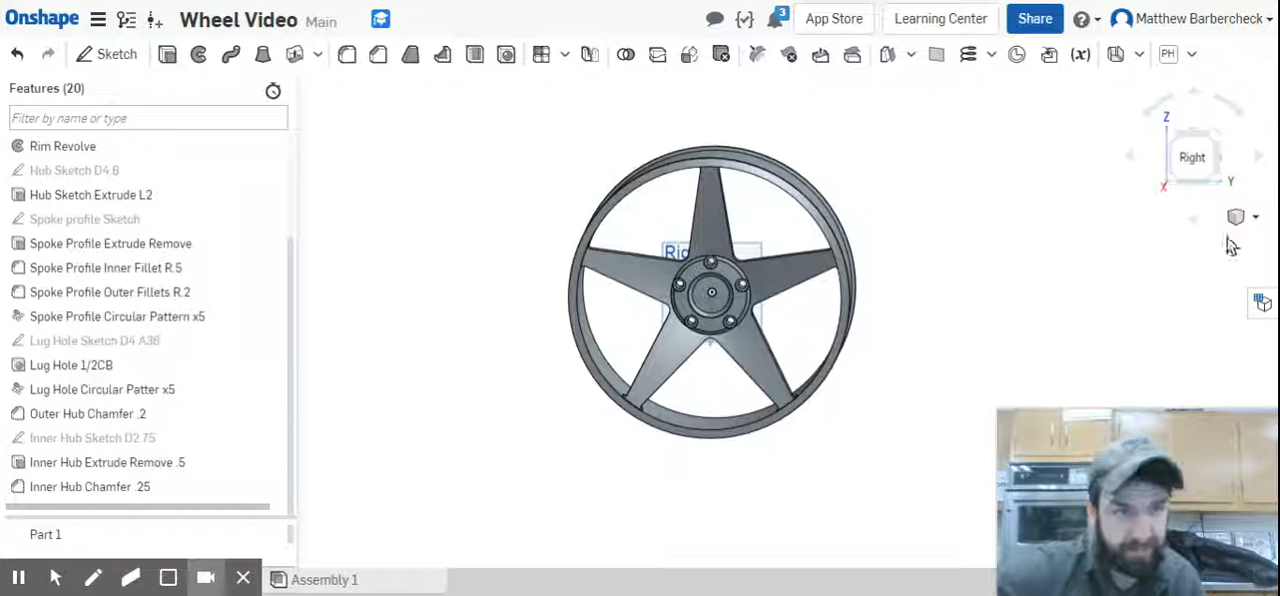 Onshape
Wheel Video Main
3
App Store
Learning Center
Share
Matthew Barbercheck
Sketch
(x)
PH
Features (20)
Filter by name or type
Rim Revolve
Hub Sketch D4.8
Hub Sketch Extrude L2
Spoke profile Sketch
Spoke Profile Extrude Remove
Spoke Profile Inner Fillet R.5
Spoke Profile Outer Fillets R.2
Spoke Profile Circular Pattern x5
Lug Hole Sketch D4 A36
Lug Hole 1/2CB
Lug Hole Circular Patter x5
Outer Hub Chamfer .2
Inner Hub Sketch D2.75
Inner Hub Extrude Remove .5
Inner Hub Chamfer .25
Part 1
Assembly 1
Z
Right
Y
X